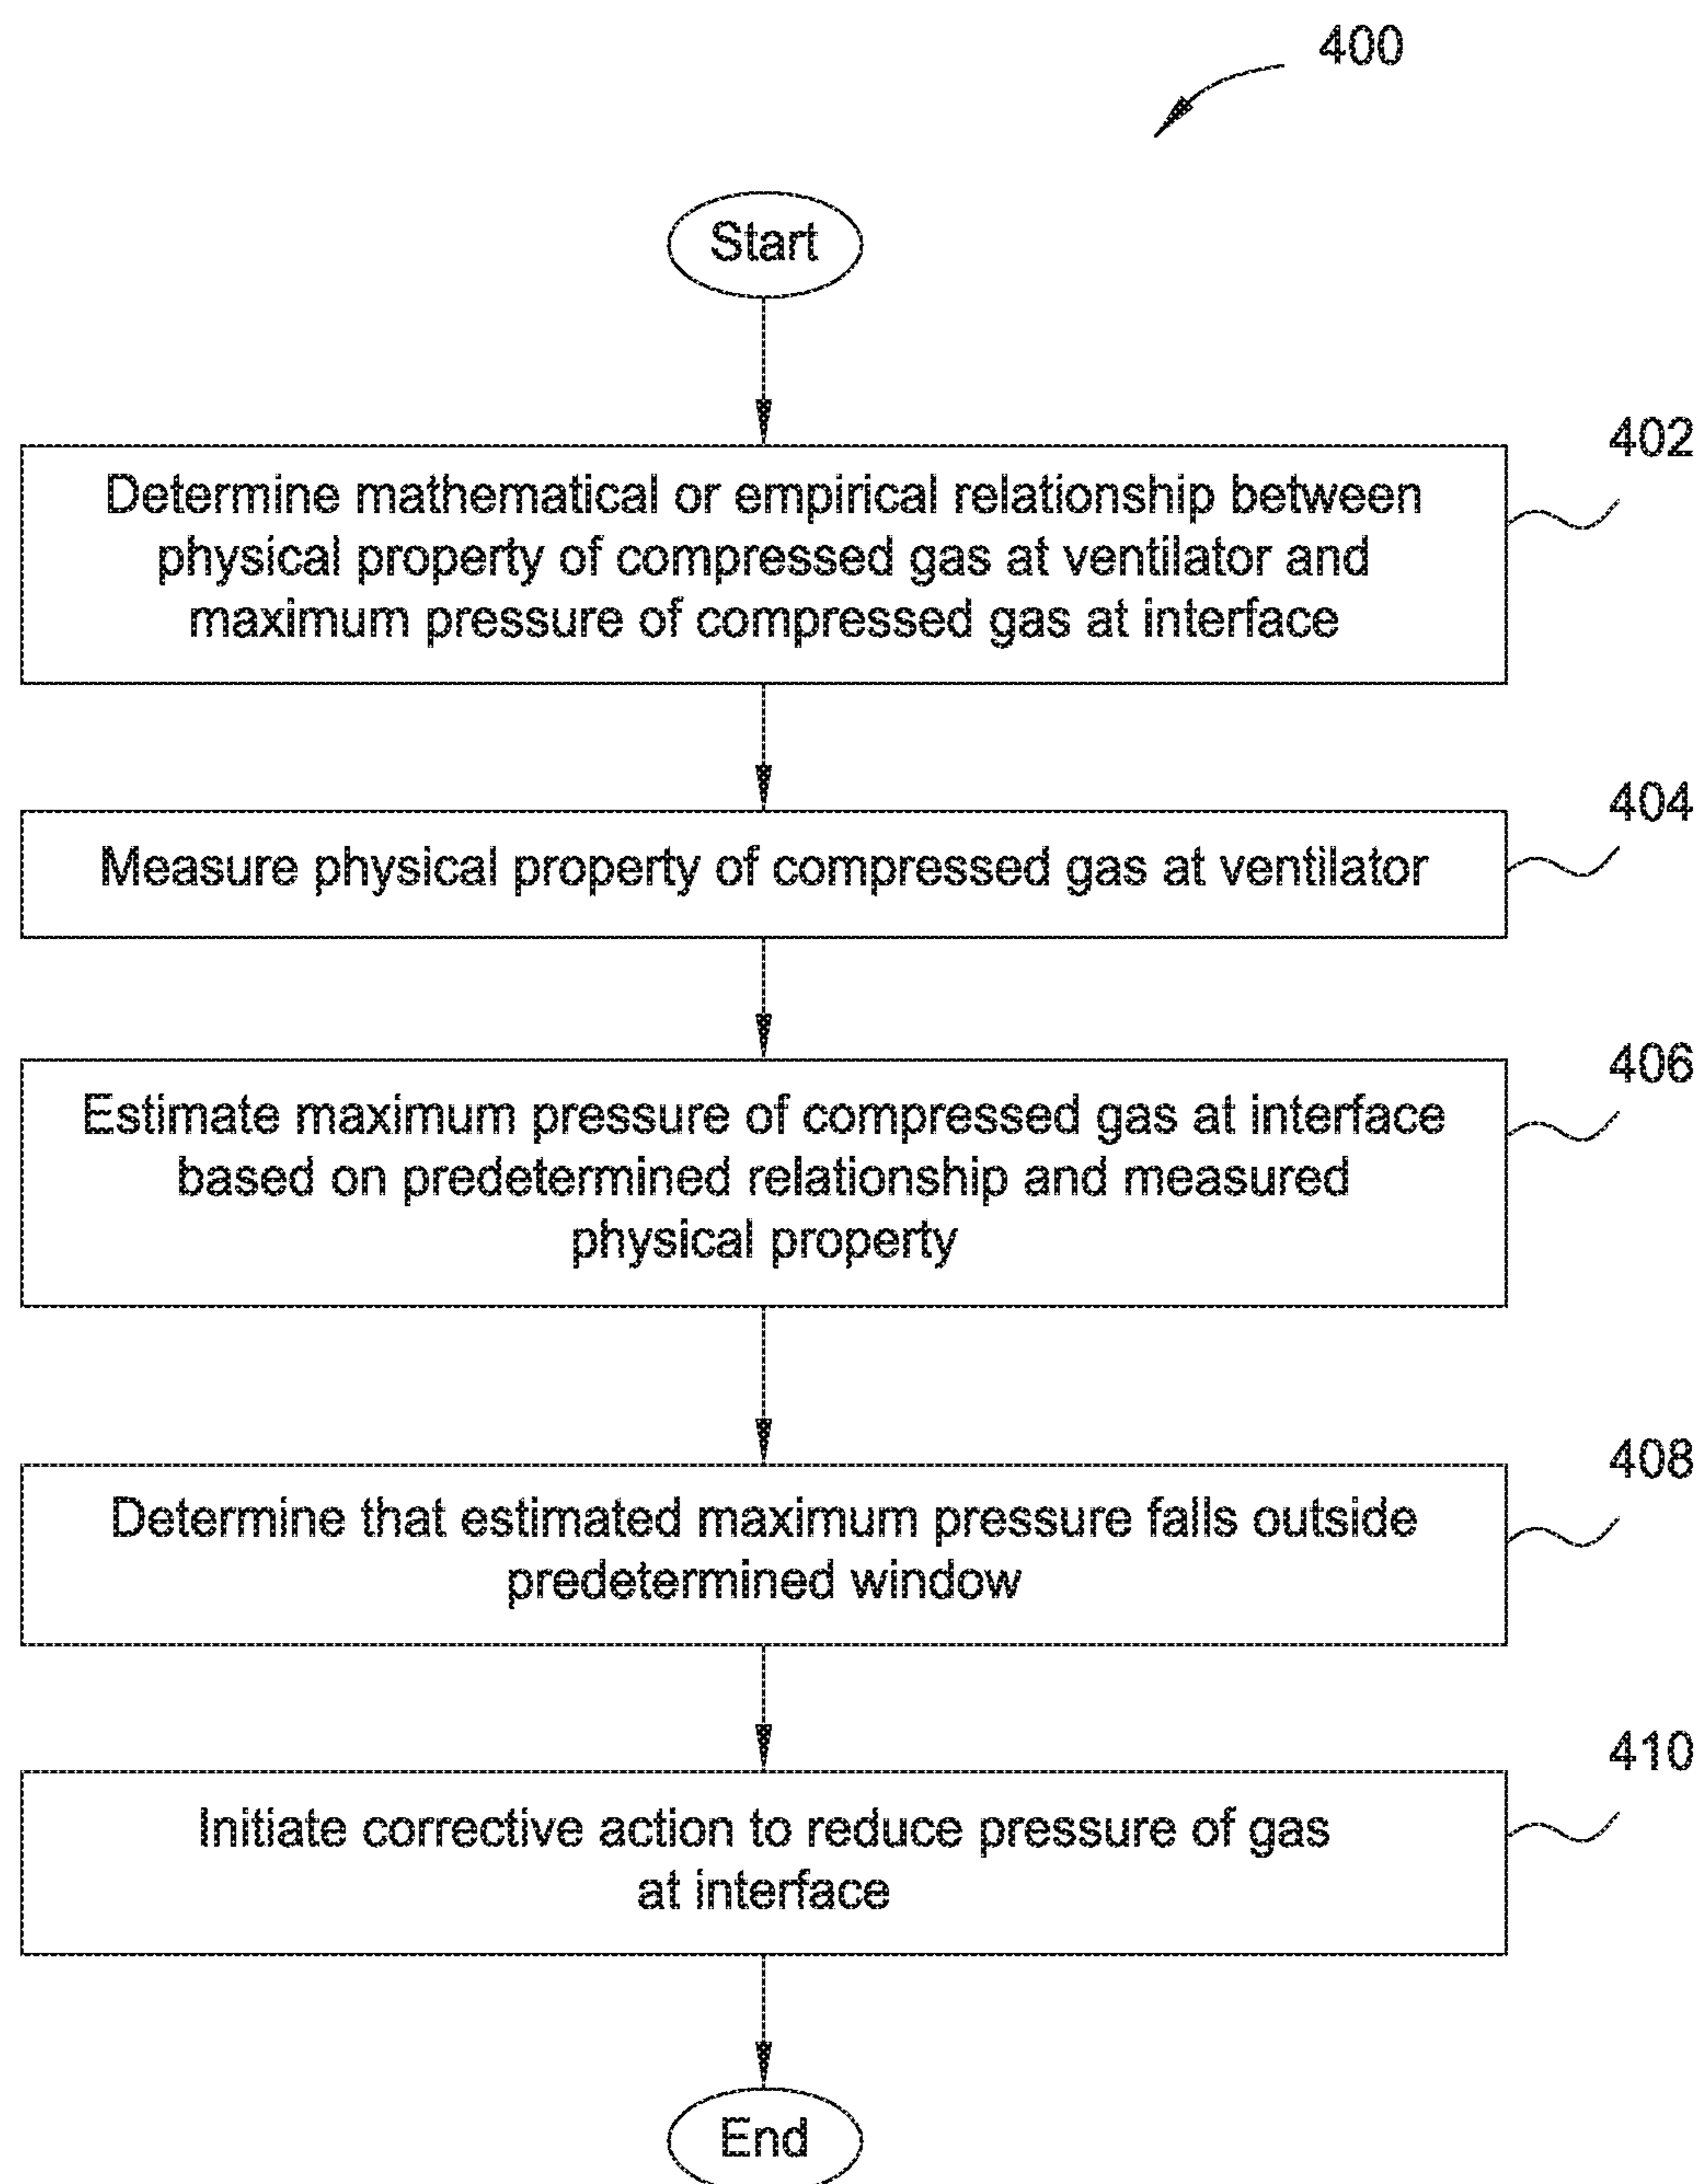 400
Start
402
Determine mathematical or empirical relationship between
physical property of compressed gas at ventilator and
maximum pressure of compressed gas at interface
404
Measure physical property of compressed gas at ventilator
406
Estimate maximum pressure of compressed gas at interface
based on predetermined relationship and measured
physical property
408
Determine that estimated maximum pressure falls outside
predetermined window
410
Initiate corrective action to reduce pressure of gas
at interface
End